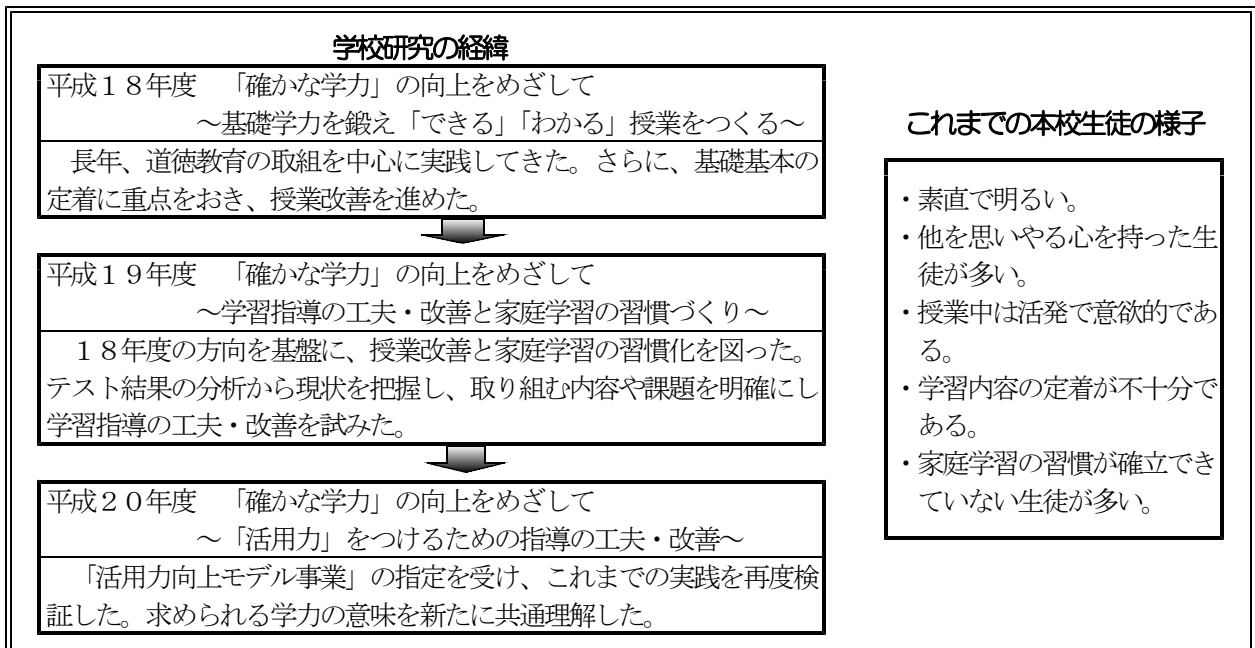 学校研究の経緯
平成18年度　「確かな学力」の向上をめざして
～基礎学力を鍛え「できる」「わかる」授業をつくる～
長年、道徳教育の取組を中心に実践してきた。さらに、基礎基本の
定着に重点をおき、授業改善を進めた。
平成19年度　「確かな学力」の向上をめざして
～学習指導の工夫・改善と家庭学習の習慣づくり～
18年度の方向を基盤に、授業改善と家庭学習の習慣化を図った。
テスト結果の分析から現状を把握し、取り組む内容や課題を明確にし
学習指導の工夫・改善を試みた。
平成20年度　「確かな学力」の向上をめざして
～「活用力」をつけるための指導の工夫・改善～
「活用力向上モデル事業」の指定を受け、これまでの実践を再度検
証した。求められる学力の意味を新たに共通理解した。
これまでの本校生徒の様子
・素直で明るい。
・他を思いやる心を持った生
徒が多い。
・授業中は活発で意欲的であ
る。
・学習内容の定着が不十分で
ある。
・家庭学習の習慣が確立でき
ていない生徒が多い。